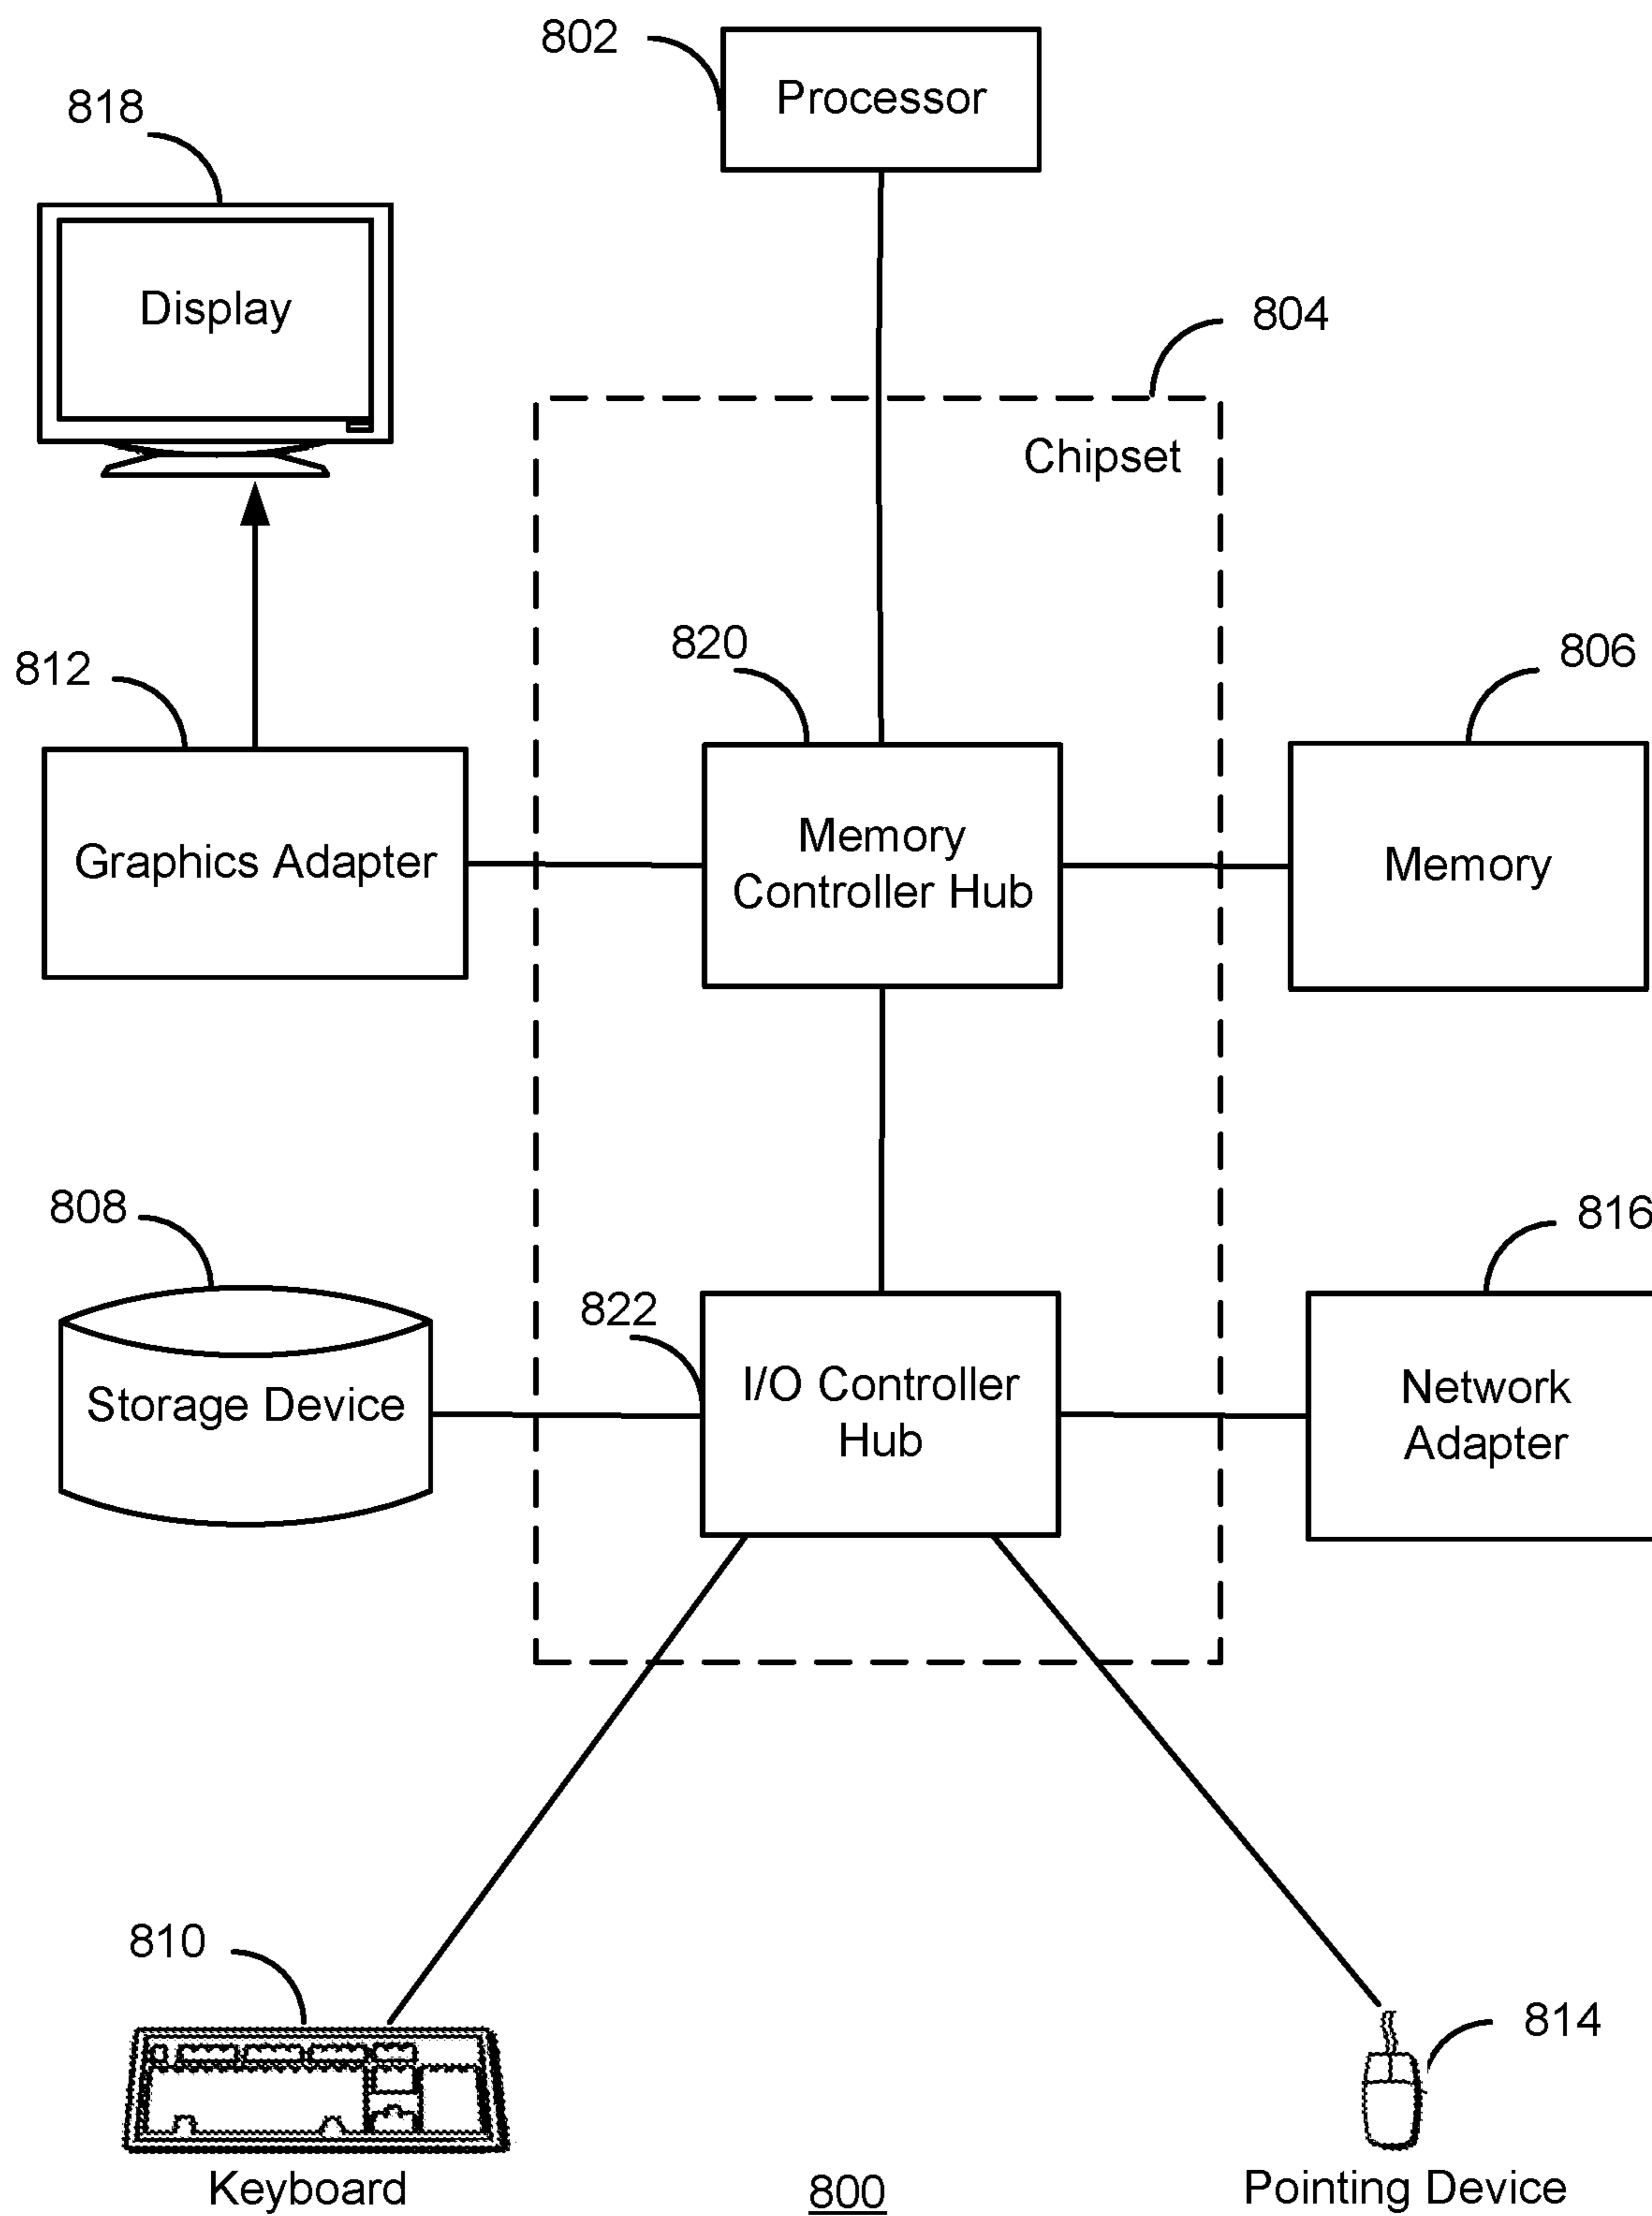 802
Processor
818
Display
804
Chipset
820
806
812
Memory
Controller Hub
Graphics Adapter
Memory
808
816
822
I/O Controller
Hub
Storage Device
Network
Adapter
810
814
Keyboard
800
Pointing Device